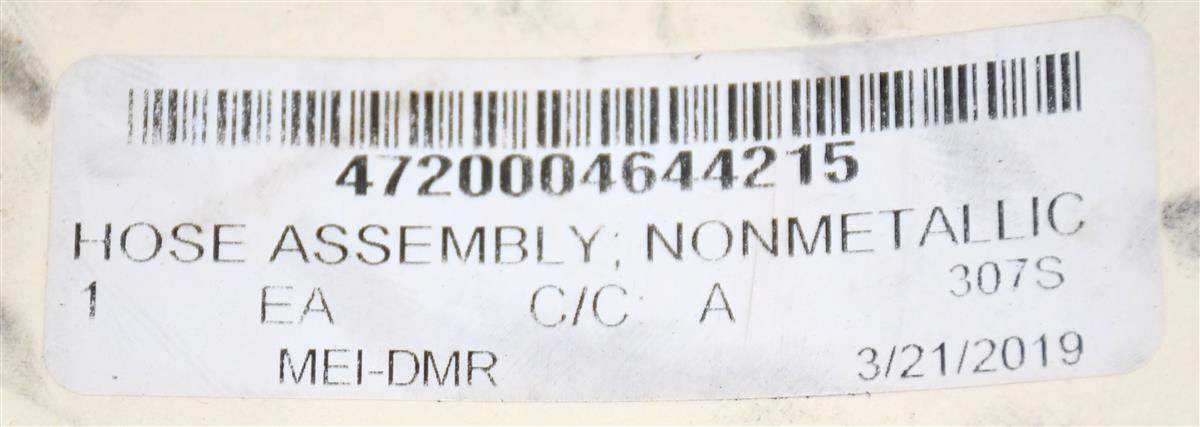 4720004644215
HOSE ASSEMBLY; NONMETALLIC
1 EA C/C A 307S
MEI-DMR 3/21/2019